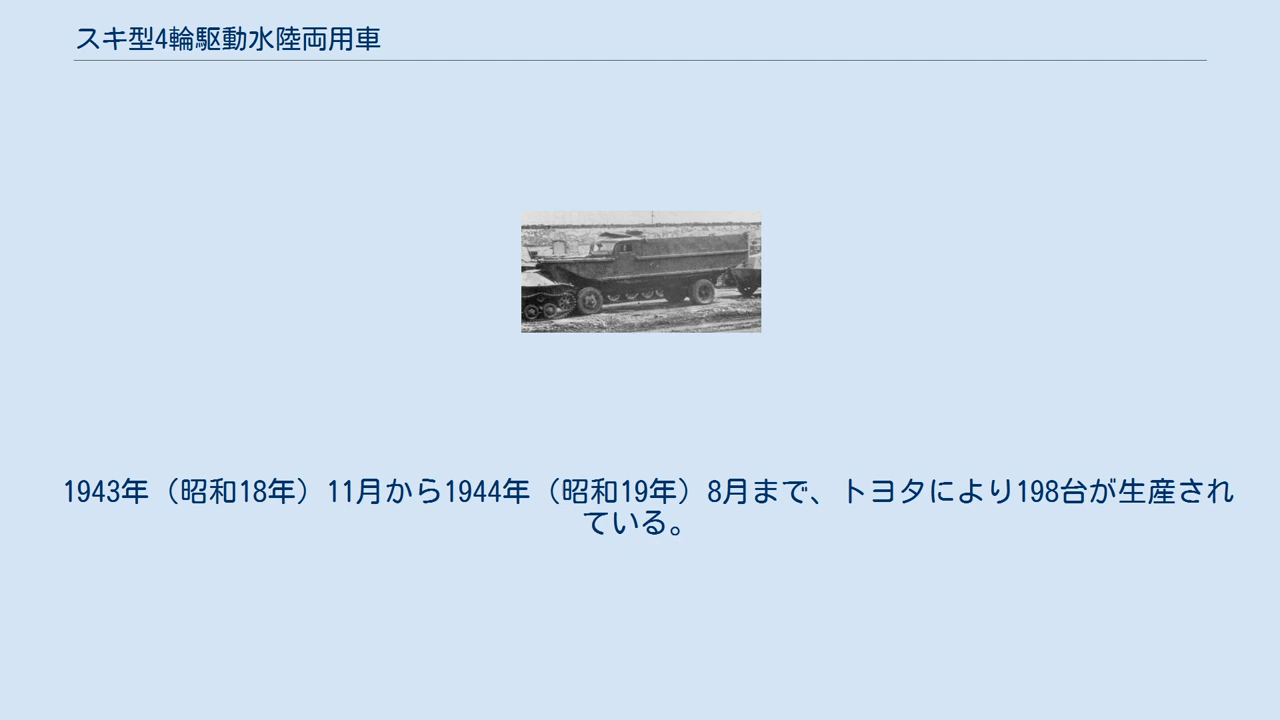 スキ型4輪駆動水陸両用車
1943年（昭和18年）11月から1944年（昭和19年）8月まで、トヨタにより198台が生産され
ている。